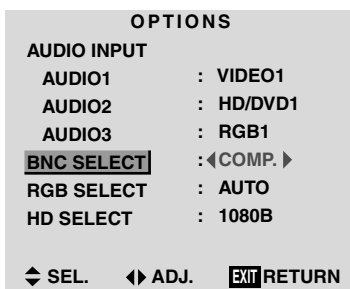 OPTIONS
AUDIO INPUT
AUDIO1 : VIDEO1
AUDIO2 : HD/DVD1
AUDIO3 : RGB1
BNC SELECT : ◀COMP. ▶
RGB SELECT : AUTO
HD SELECT : 1080B
SEL. ADJ. EXIT RETURN